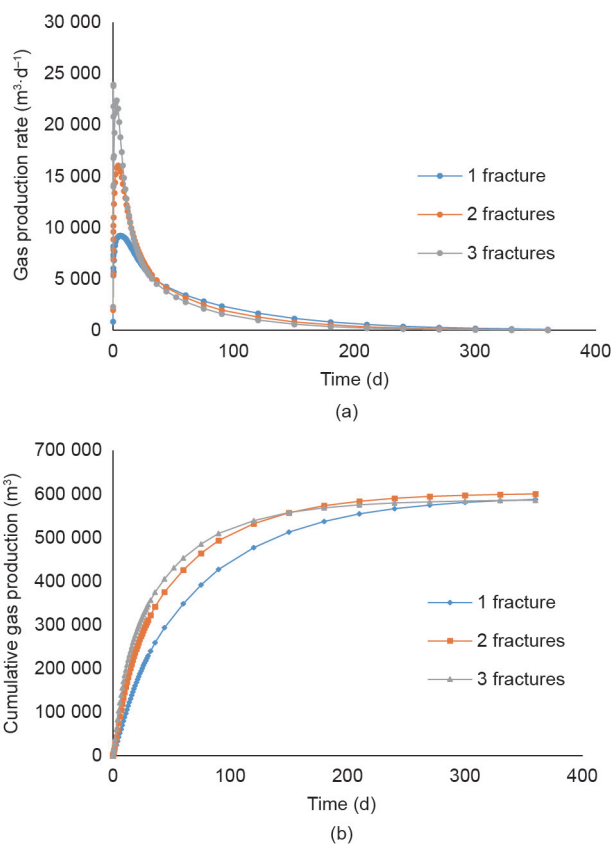 30 000
25 000
20 000
15 000
10 000
5 000
0
Gas production rate (m³·d⁻¹)
1 fracture
2 fractures
3 fractures
0 100 200 300 400
Time (d)
(a)
700 000
600 000
500 000
400 000
300 000
200 000
100 000
0
Cumulative gas production (m³)
1 fracture
2 fractures
3 fractures
0 100 200 300 400
Time (d)
(b)